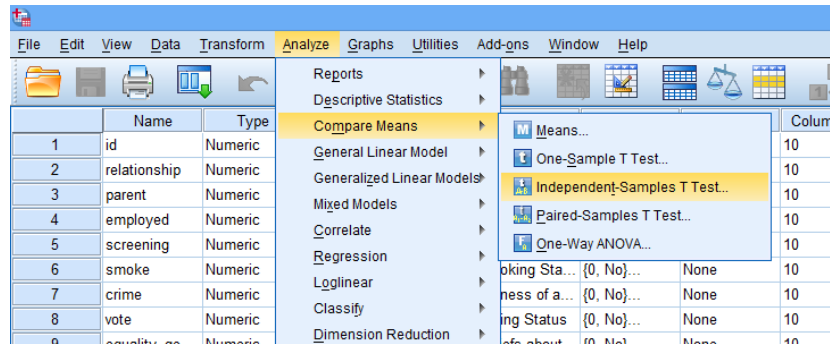 File Edit View Data Transform Analyze Graphs Utilities Add-ons Window Help
Reports
Descriptive Statistics
Compare Means
General Linear Model
Generalized Linear Models
Mixed Models
Correlate
Regression
Loglinear
Classify
Dimension Reduction
Means...
One-Sample T Test...
Independent-Samples T Test...
Paired-Samples T Test...
One-Way ANOVA...
Name Type Colum
1 id Numeric 10
2 relationship Numeric 10
3 parent Numeric 10
4 employed Numeric 10
5 screening Numeric 10
6 smoke Numeric oking Sta... {0, No}... None 10
7 crime Numeric ness of a... {0, No}... None 10
8 vote Numeric ing Status {0, No}... None 10